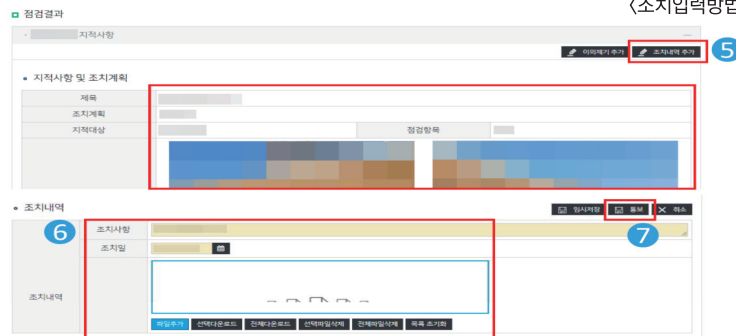 <조치입력방법
점검결과
지적사항
이의제기 추가 조치내역 추가
5
지적사항 및 조치계획
제목
조치계획
지적대상 점검항목
조치내역
임시저장 통보 취소
6 조치사항
7
조치일
조치내역
파일추가 선택다운로드 전체다운로드 선택파일삭제 전체파일삭제 목록 초기화